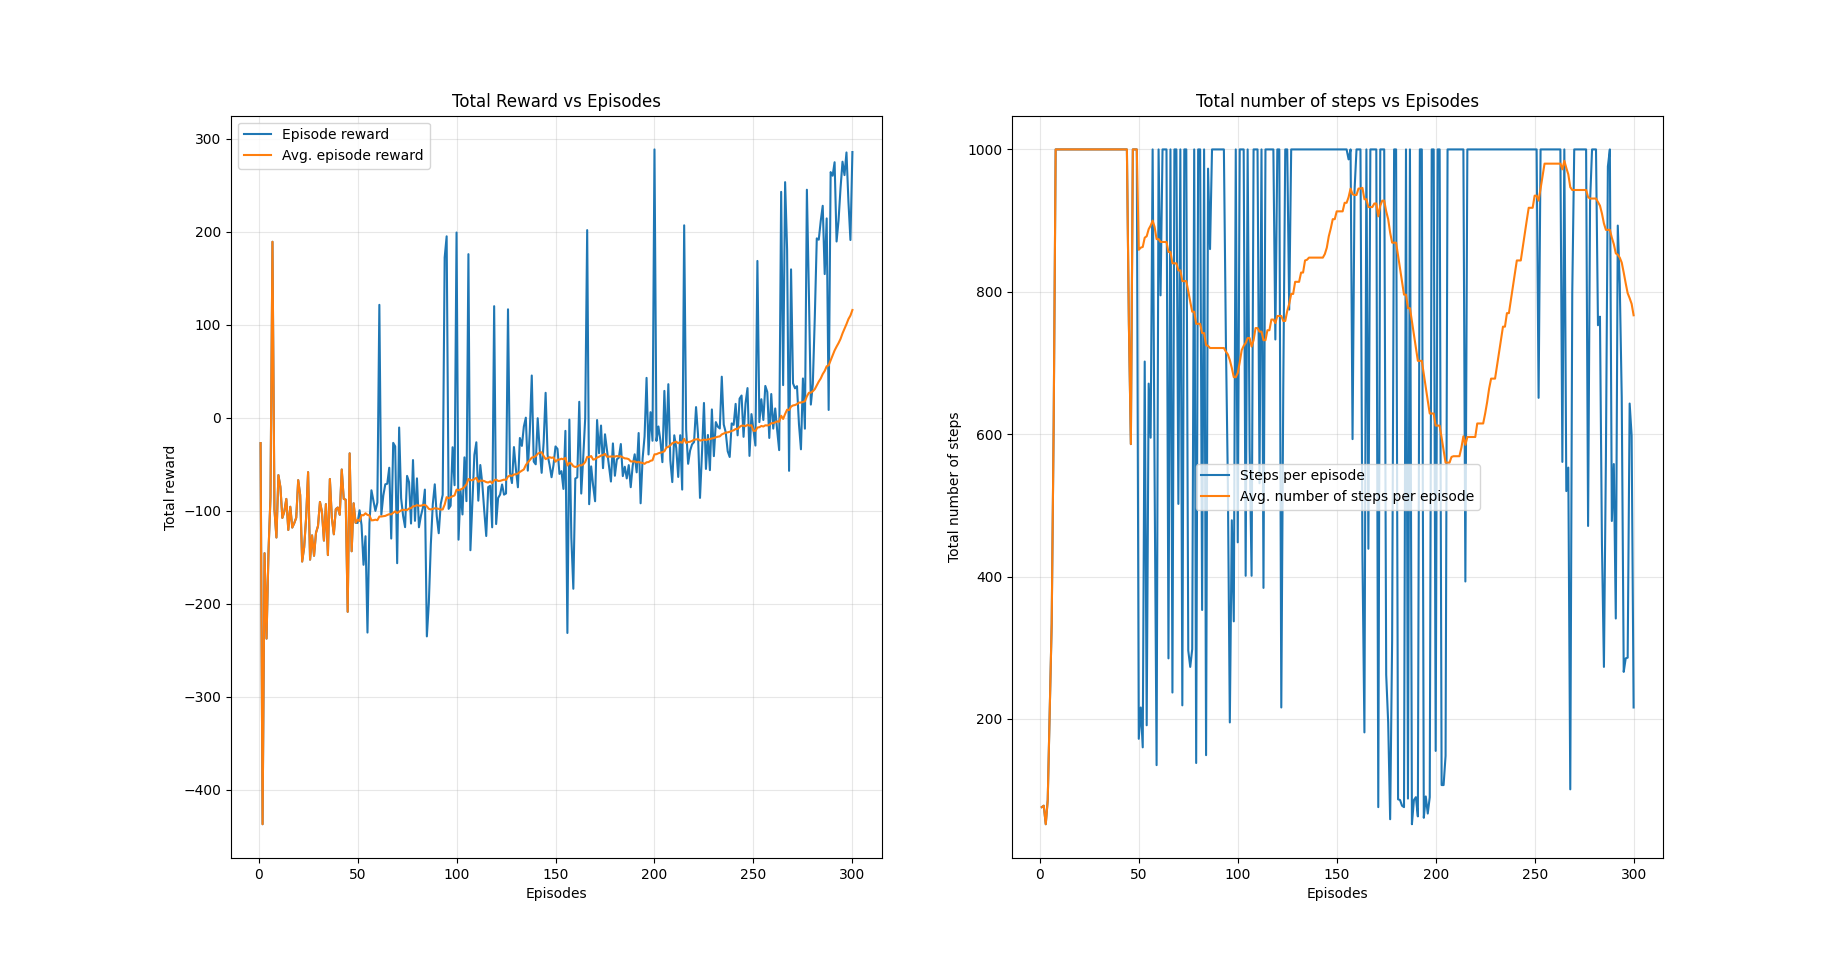 Total Reward vs Episodes
Episode reward
Avg. episode reward
300
200
100
0
−100
−200
−300
−400
Total reward
0 50 100 150 200 250 300
Episodes
Total number of steps vs Episodes
1000
800
600
400
200
Total number of steps
Steps per episode
Avg. number of steps per episode
0 50 100 150 200 250 300
Episodes